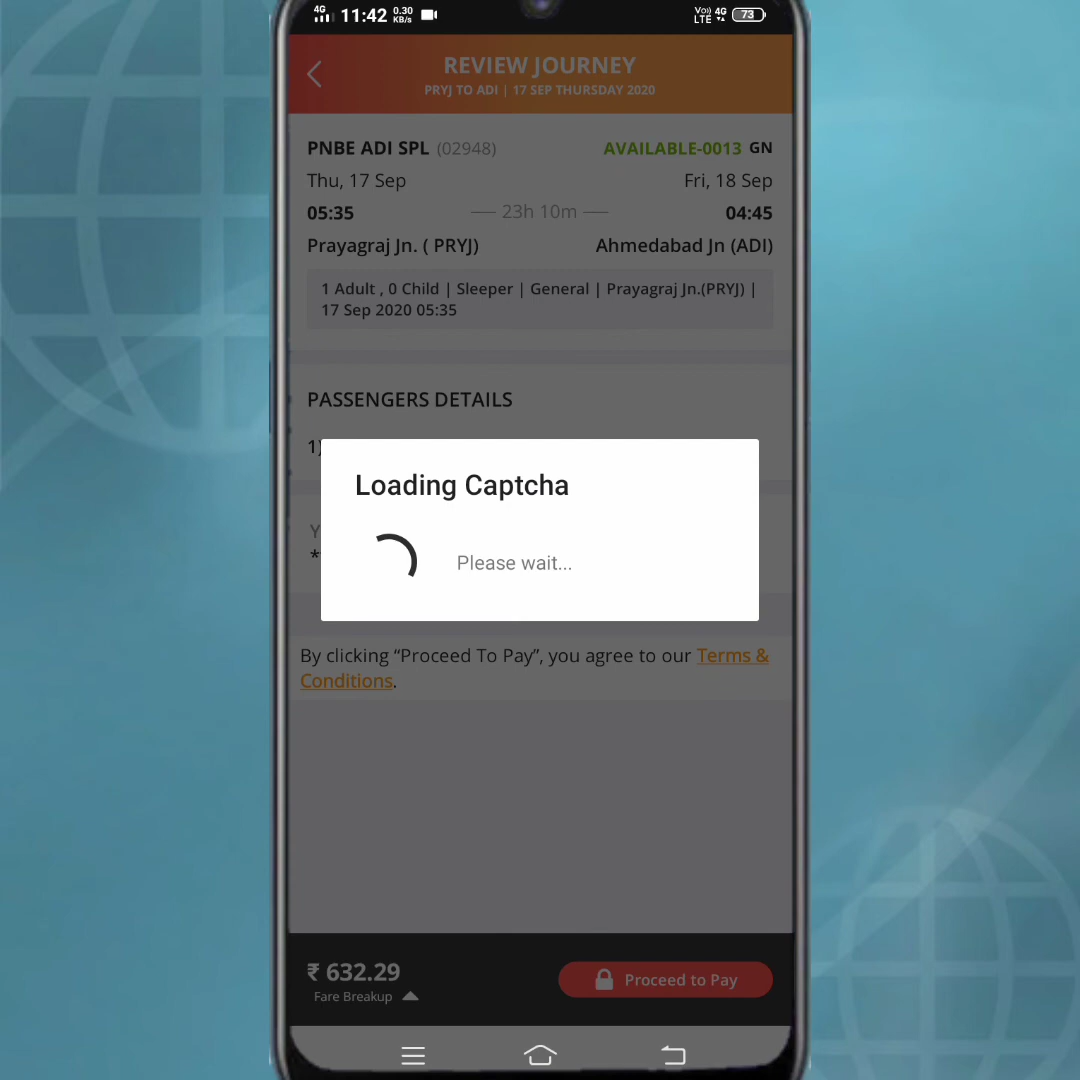 4G 11:42 0.30 KB/s Vo)) LTE 4G 73
REVIEW JOURNEY
PRYJ TO ADI | 17 SEP THURSDAY 2020
PNBE ADI SPL (02948) AVAILABLE-0013 GN
Thu, 17 Sep Fri, 18 Sep
05:35 23h 10m 04:45
Prayagraj Jn. ( PRYJ) Ahmedabad Jn (ADI)
1 Adult , 0 Child | Sleeper | General | Prayagraj Jn.(PRYJ) |
17 Sep 2020 05:35
PASSENGERS DETAILS
1)
Loading Captcha
Y
*
Please wait...
By clicking “Proceed To Pay”, you agree to our Terms &
Conditions.
₹ 632.29
Fare Breakup
Proceed to Pay